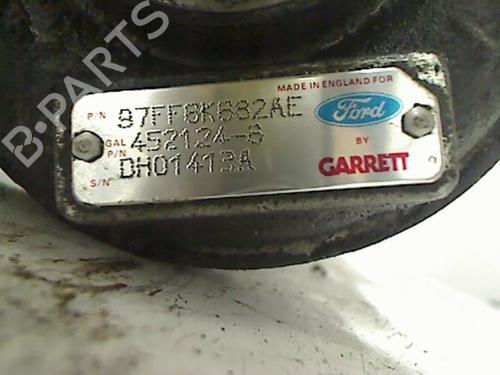 B-PARTS
MADE IN ENGLAND FOR
P/N 97FF6K682AE Ford
GAL P/N 452124-6 BY
S/N DH01413A GARRETT